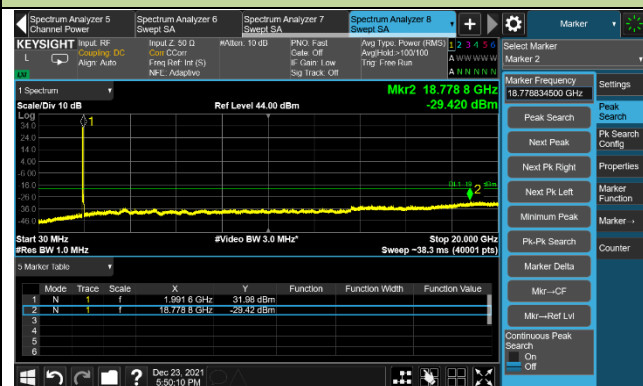 Spectrum Analyzer 5
Channel Power
Spectrum Analyzer 6
Swept SA
Spectrum Analyzer 7
Swept SA
Spectrum Analyzer 8
Swept SA
Marker
KEYSIGHT
L
Input: RF
Coupling: DC
Align: Auto
Input Z: 50 Ω
Corr CCorr
Freq Ref: Int (S)
NFE: Adaptive
#Atten: 10 dB
PNO: Fast
Gate: Off
IF Gain: Low
Sig Track: Off
Avg Type: Power (RMS)
Avg|Hold:>100/100
Trig: Free Run
1 2 3 4 5 6
A W W W W W
A N N N N N
Select Marker
Marker 2
1 Spectrum
Scale/Div 10 dB
Ref Level 44.00 dBm
Mkr2 18.778 8 GHz
-29.420 dBm
Log
34.0
24.0
14.0
4.00
-6.00
-16.0
-26.0
-36.0
-46.0
1
2
Start 30 MHz
#Res BW 1.0 MHz
#Video BW 3.0 MHz*
Stop 20.000 GHz
Sweep ~38.3 ms (40001 pts)
5 Marker Table
Mode Trace Scale X Y Function Function Width Function Value
1 N 1 f 1.991 6 GHz 31.98 dBm
2 N 1 f 18.778 8 GHz -29.42 dBm
3
4
5
6
Marker Frequency
18.778834500 GHz
Peak Search
Next Peak
Next Pk Right
Next Pk Left
Minimum Peak
Pk-Pk Search
Marker Delta
Mkr→CF
Mkr→Ref Lvl
Continuous Peak
Search
On
Off
Settings
Peak
Search
Pk Search
Config
Properties
Marker
Function
Marker→
Counter
?
Dec 23, 2021
5:50:10 PM